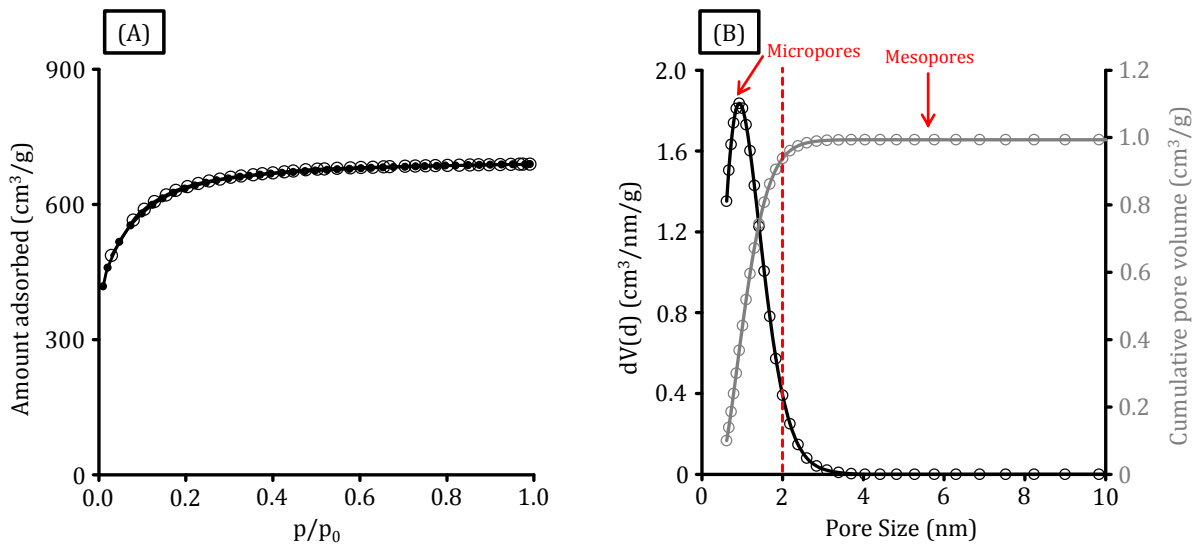 (A)
900
600
300
0
0.0 0.2 0.4 0.6 0.8 1.0
p/p₀
Amount adsorbed (cm³/g)
(B)
Micropores
Mesopores
2.0
1.6
1.2
0.8
0.4
0
0 2 4 6 8 10
Pore Size (nm)
dV(d) (cm³/nm/g)
1.2
1.0
0.8
0.6
0.4
0.2
0
Cumulative pore volume (cm³/g)